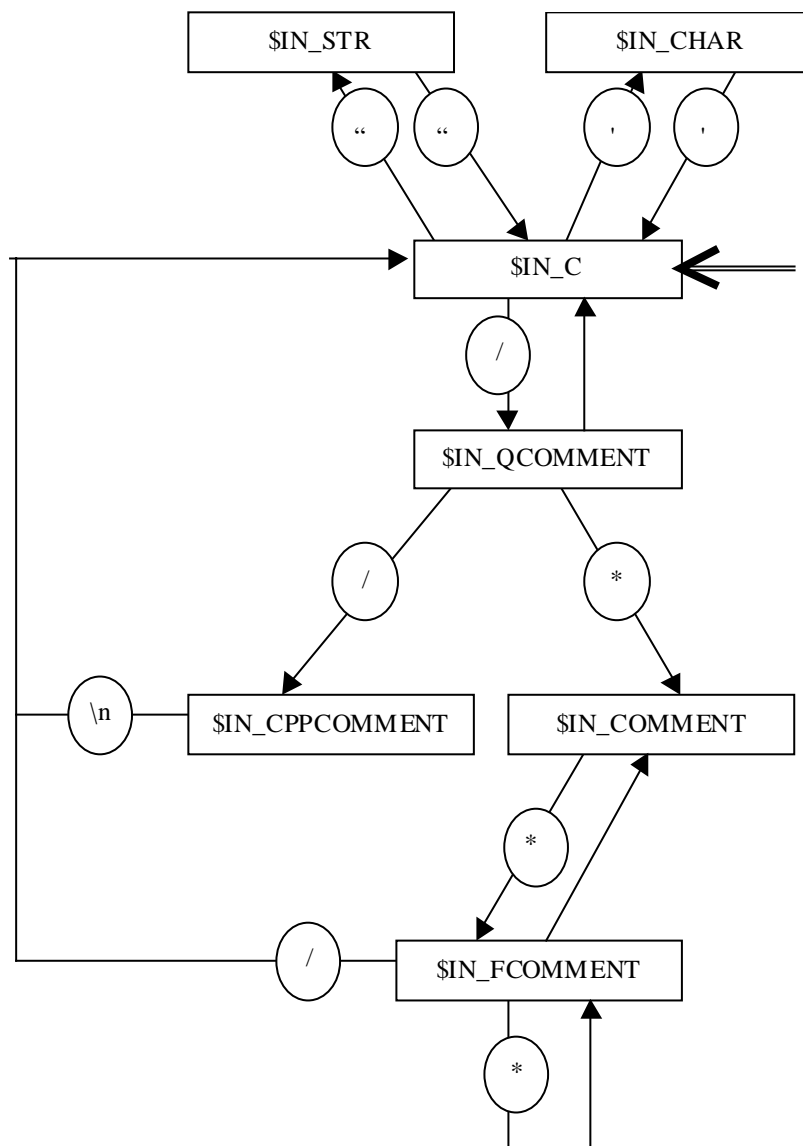 $IN_STR
$IN_CHAR
“
“
'
'
$IN_C
/
$IN_QCOMMENT
/
*
\n
$IN_CPPCOMMENT
$IN_COMMENT
*
/
$IN_FCOMMENT
*